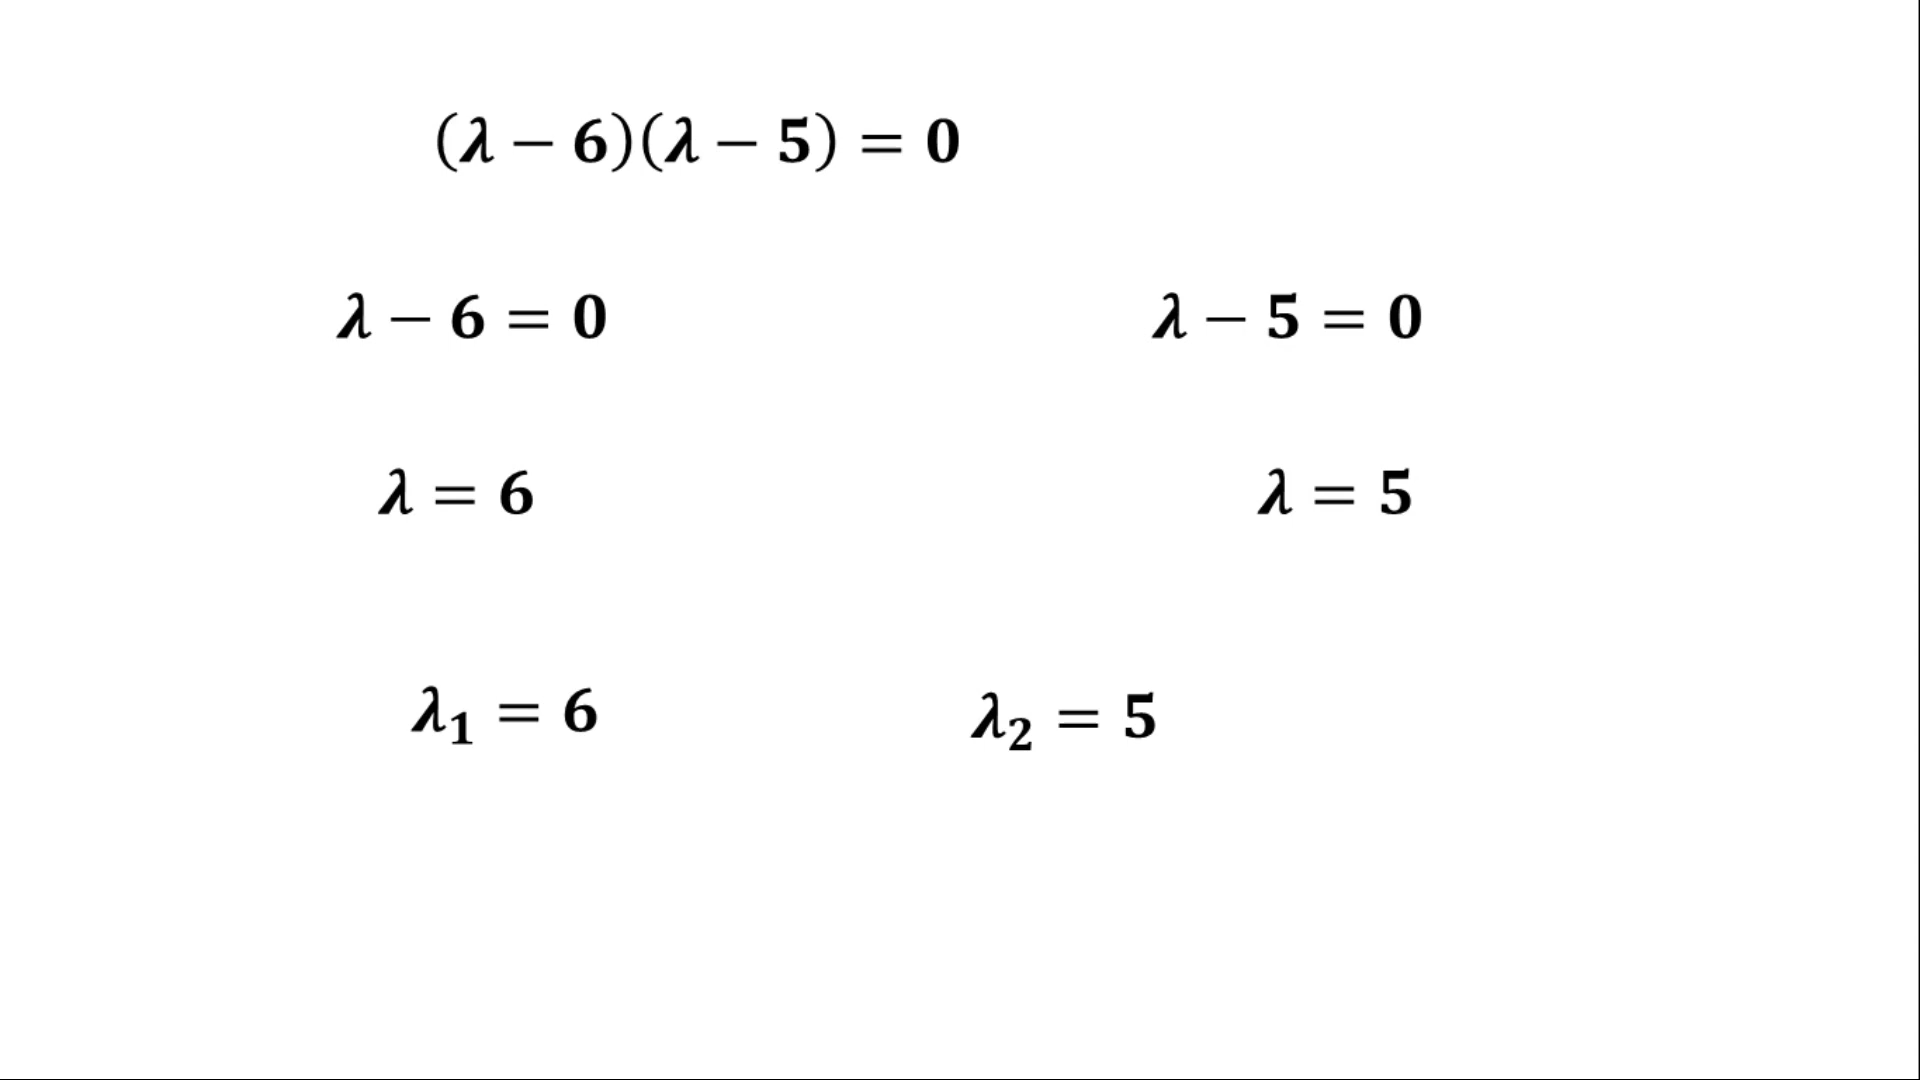 (λ − 6)(λ − 5) = 0
λ − 6 = 0 λ − 5 = 0
λ = 6 λ = 5
λ₁ = 6 λ₂ = 5